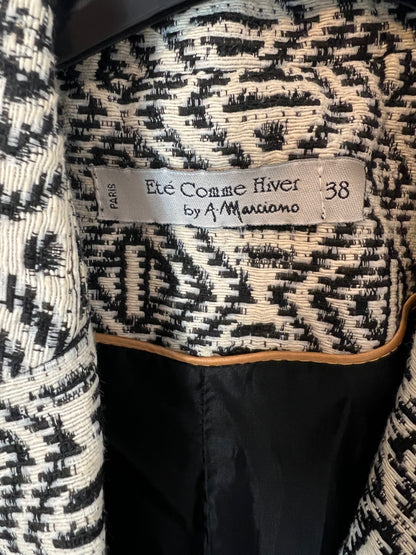 PARIS
Eté Comme Hiver
by A. Marciano
38